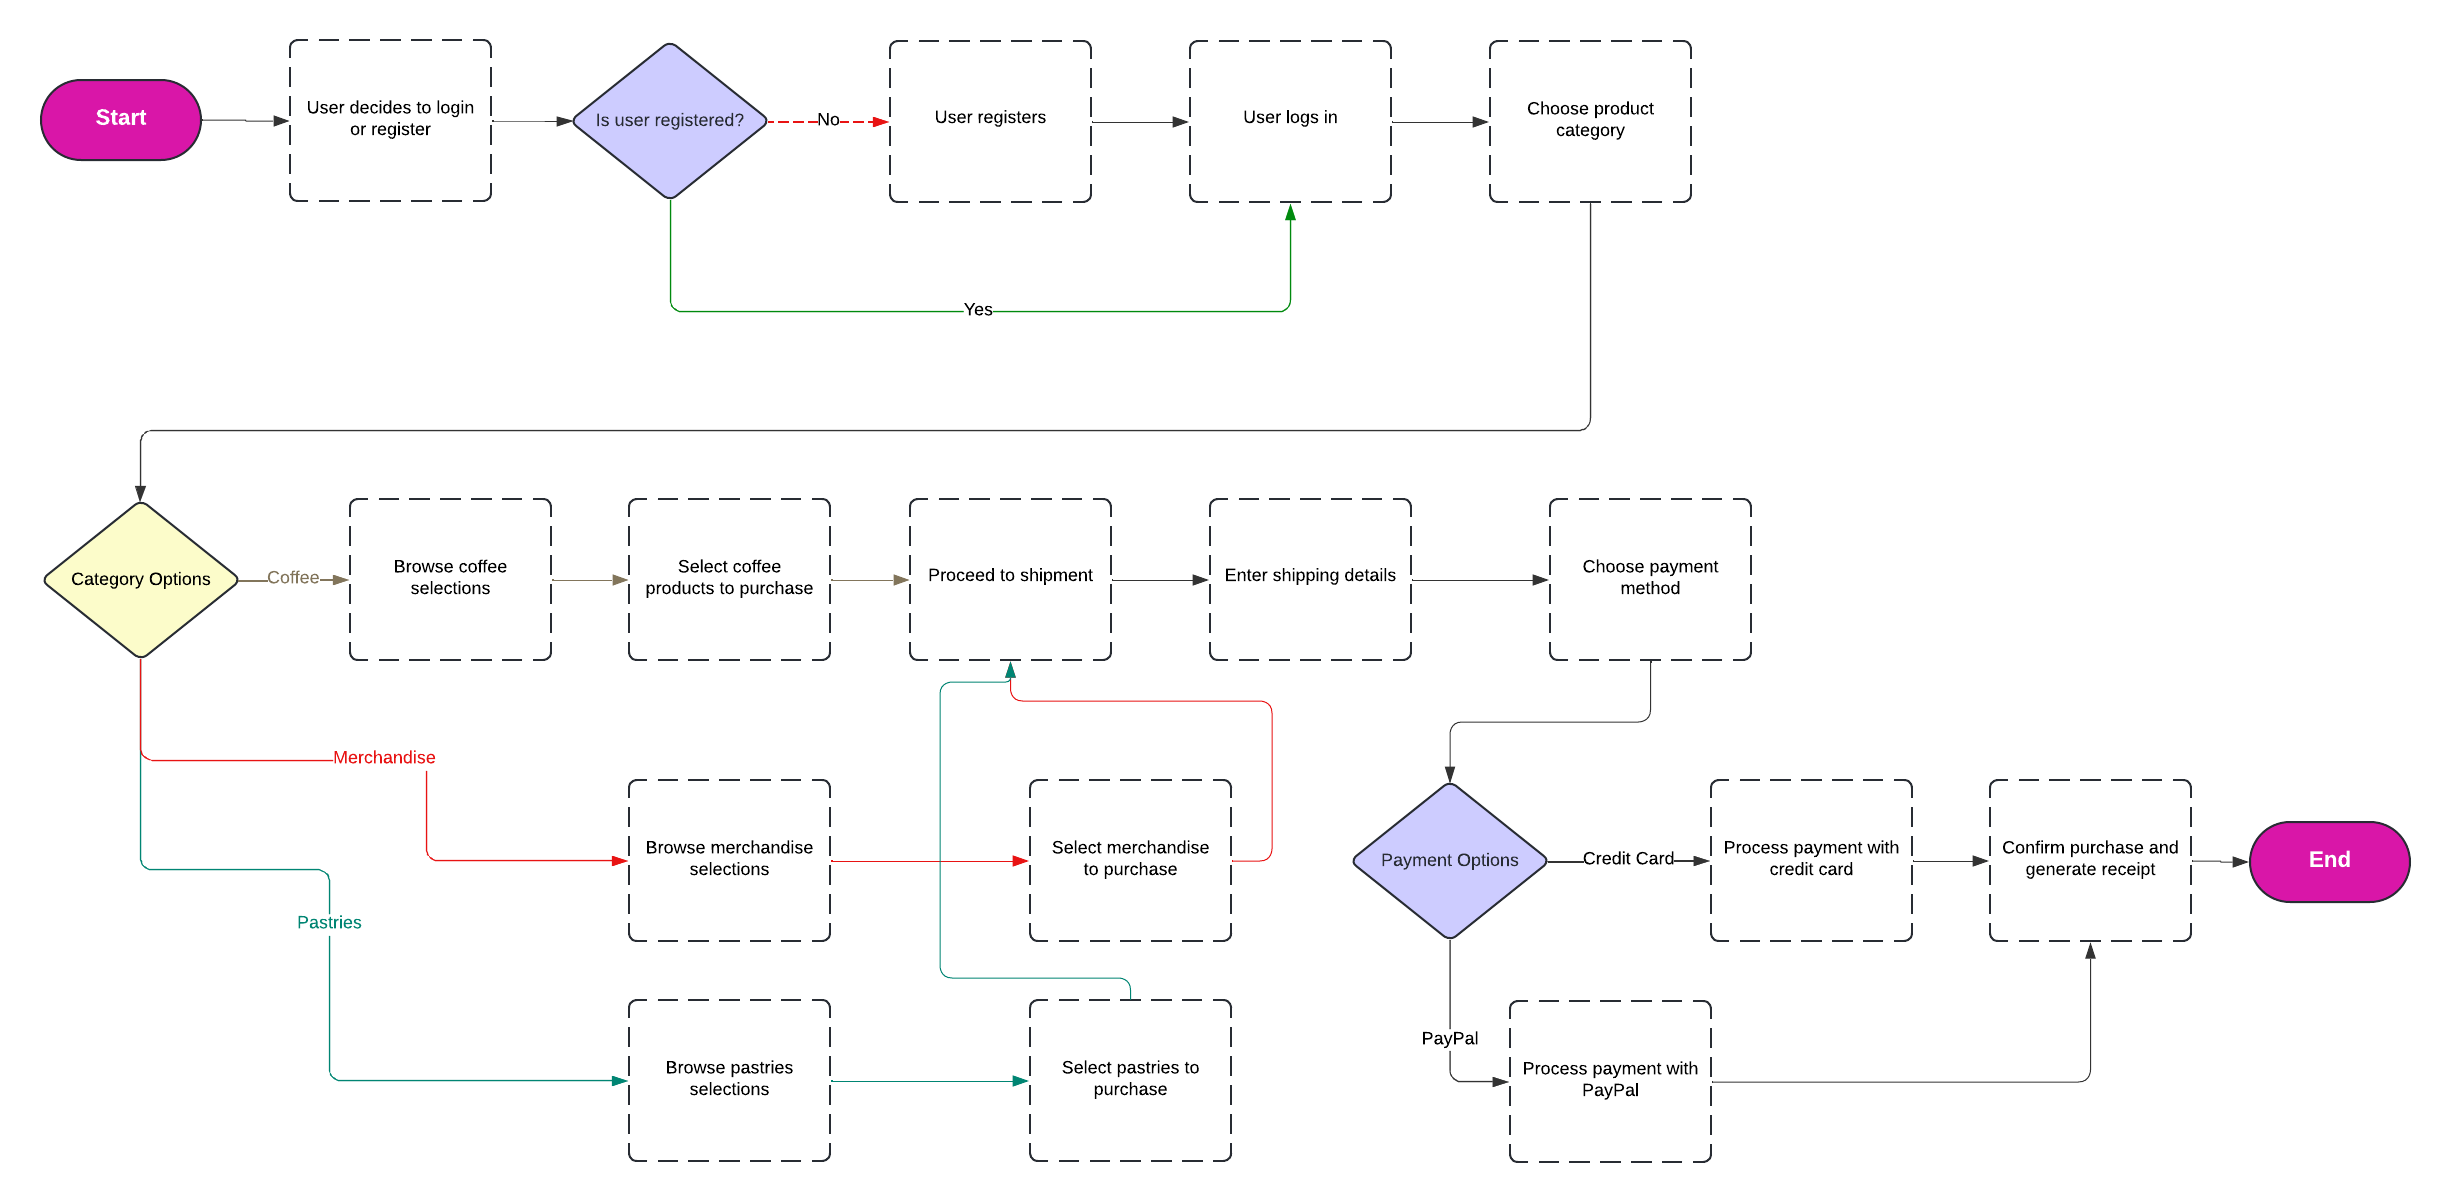 Start
User decides to login
or register
Is user registered?
No
User registers
User logs in
Choose product
category
Yes
Category Options
Coffee
Browse coffee
selections
Select coffee
products to purchase
Proceed to shipment
Enter shipping details
Choose payment
method
Merchandise
Browse merchandise
selections
Select merchandise
to purchase
Payment Options
Credit Card
Process payment with
credit card
Confirm purchase and
generate receipt
End
Pastries
Browse pastries
selections
Select pastries to
purchase
PayPal
Process payment with
PayPal